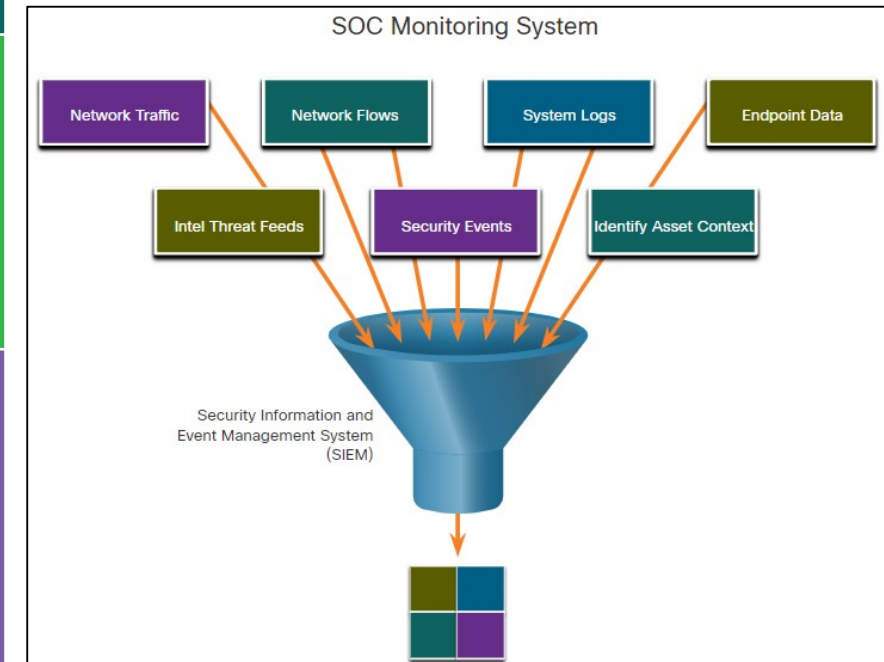 SOC Monitoring System
Network Traffic
Network Flows
System Logs
Endpoint Data
Intel Threat Feeds
Security Events
Identify Asset Context
Security Information and
Event Management System
(SIEM)